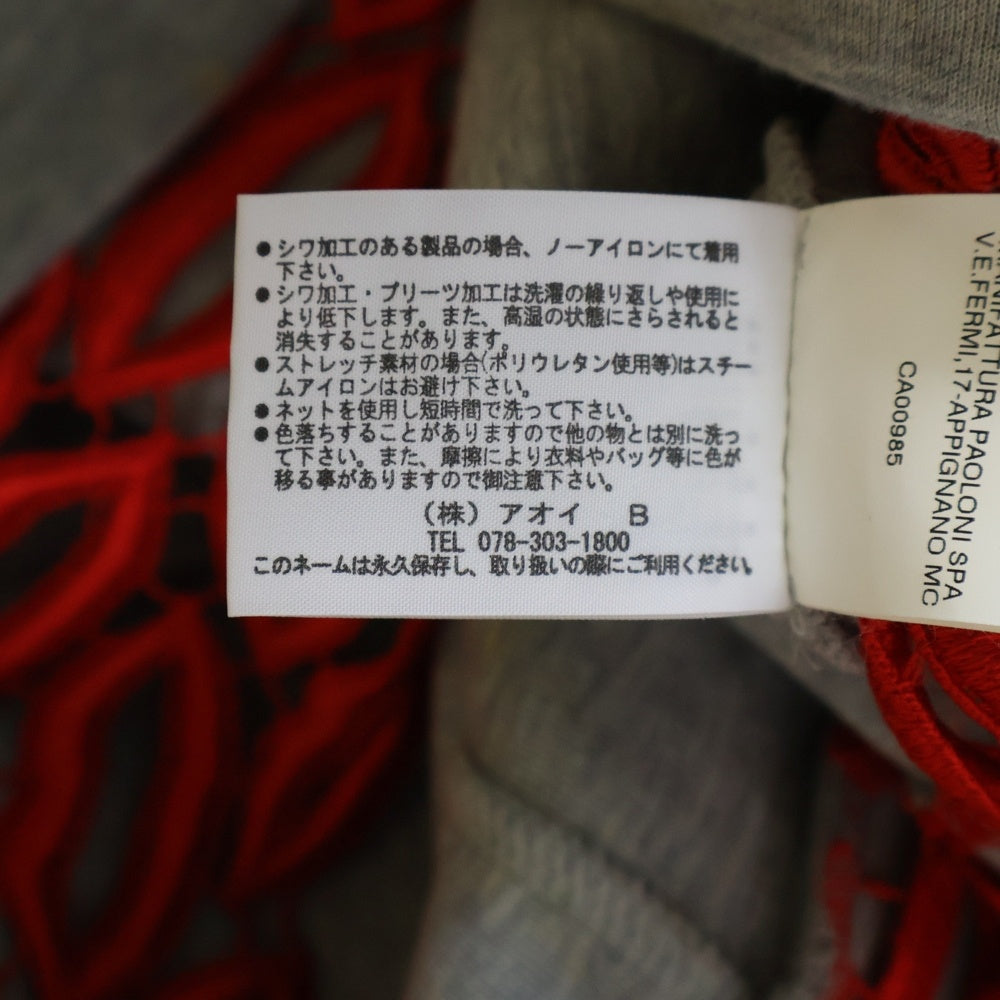 ● シワ加工のある製品の場合、ノーアイロンにて着用
下さい。
● シワ加工・プリーツ加工は洗濯の繰り返しや使用に
より低下します。また、高湿の状態にさらされると
消失することがあります。
● ストレッチ素材の場合(ポリウレタン使用等)はスチー
ムアイロンはお避け下さい。
● ネットを使用し短時間で洗って下さい。
● 色落ちすることがありますので他の物とは別に洗っ
て下さい。また、摩擦により衣料やバッグ等に色が
移る事がありますので御注意下さい。
（株）アオイ B
TEL 078-303-1800
このネームは永久保存し、取り扱いの際にご利用ください。
PAOLONI SPA
V.E.FERMI,17-APPIGNANO MC
CA00985